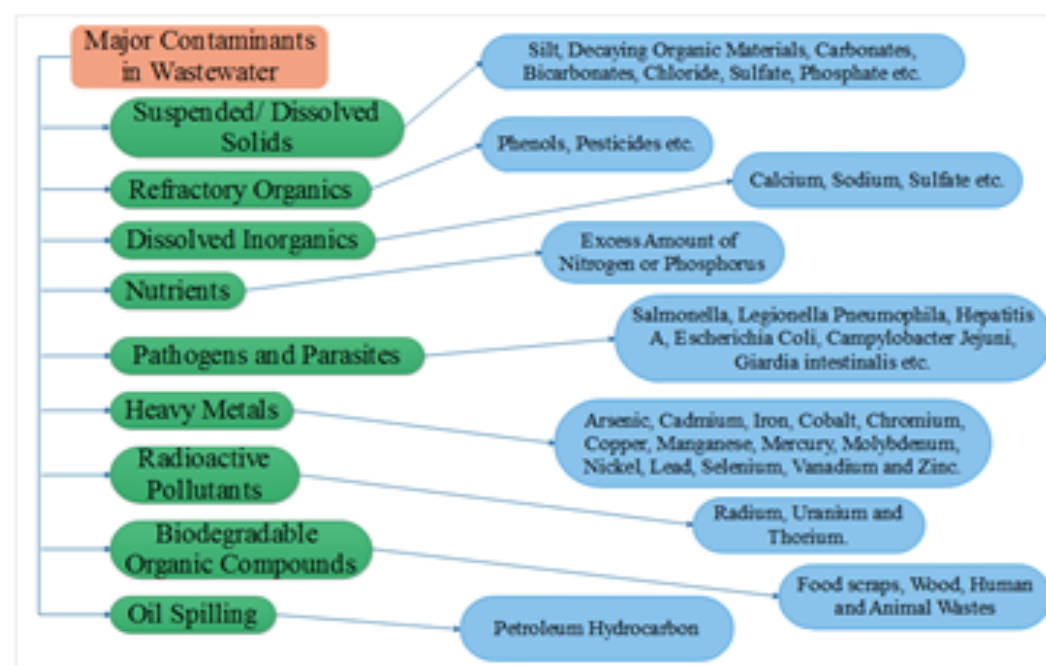 Major Contaminants
in Wastewater
Suspended/ Dissolved
Solids
Silt, Decaying Organic Materials, Carbonates,
Bicarbonates, Chloride, Sulfate, Phosphate etc.
Refractory Organics
Phenols, Pesticides etc.
Dissolved Inorganics
Calcium, Sodium, Sulfate etc.
Nutrients
Excess Amount of
Nitrogen or Phosphorus
Pathogens and Parasites
Salmonella, Legionella Pneumophila, Hepatitis
A, Escherichia Coli, Campylobacter Jejuni,
Giardia intestinalis etc.
Heavy Metals
Arsenic, Cadmium, Iron, Cobalt, Chromium,
Copper, Manganese, Mercury, Molybdenum,
Nickel, Lead, Selenium, Vanadium and Zinc.
Radioactive
Pollutants
Radium, Uranium and
Thorium.
Biodegradable
Organic Compounds
Food scraps, Wood, Human
and Animal Wastes
Oil Spilling
Petroleum Hydrocarbon